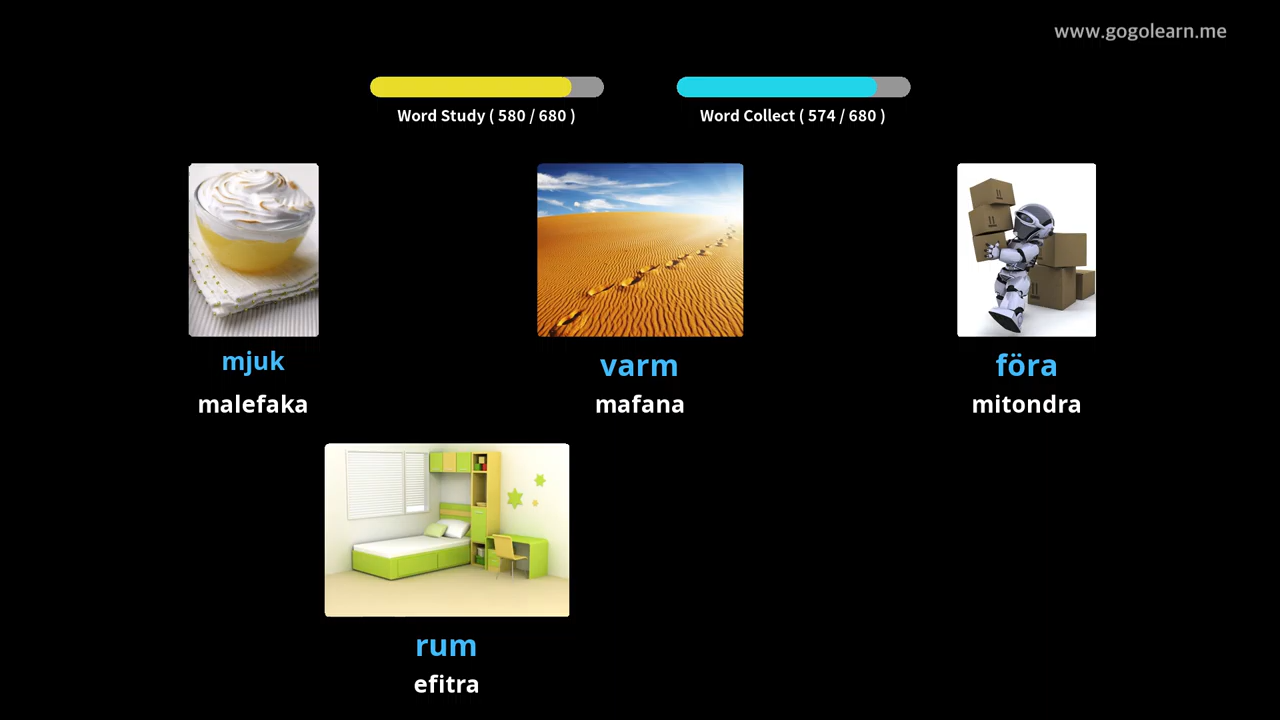 www.gogolearn.me
Word Study ( 580 / 680 )
Word Collect ( 574 / 680 )
mjuk
varm
föra
malefaka
mafana
mitondra
rum
efitra